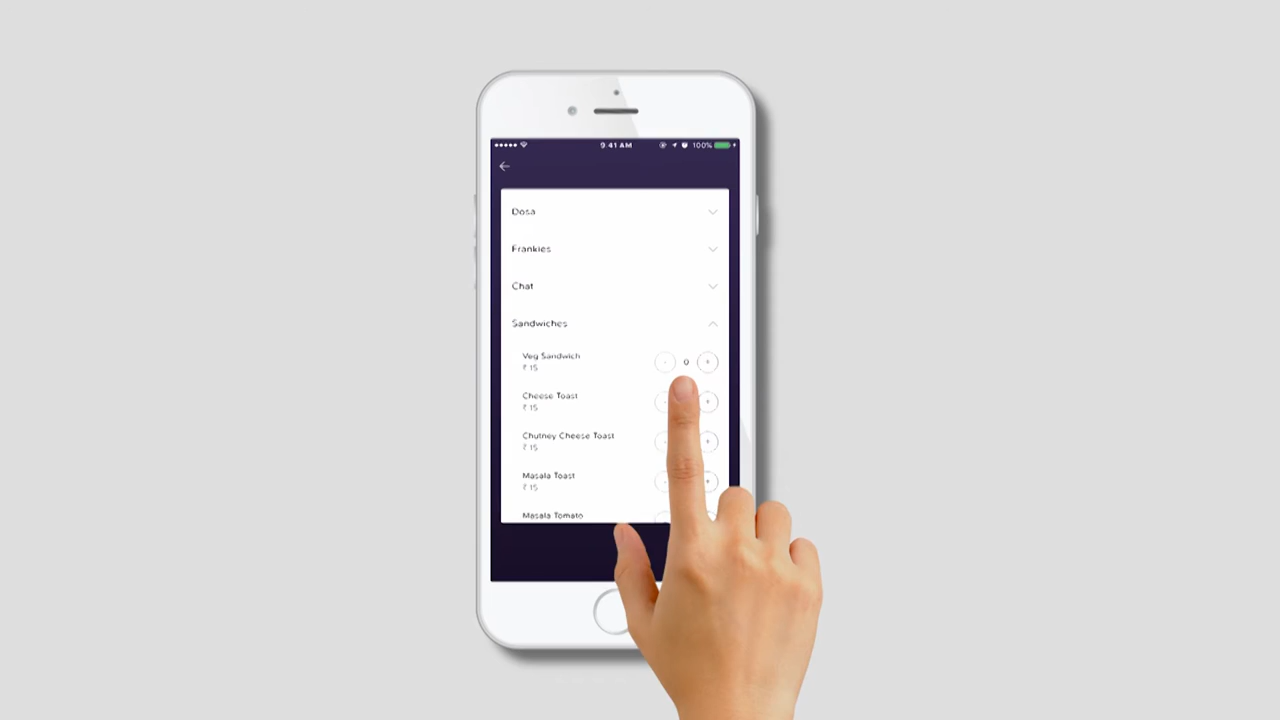 9:41 AM
100%
Dosa
Frankies
Chat
Sandwiches
Veg Sandwich
- 0 +
₹ 15
Cheese Toast
- +
₹ 15
Chutney Cheese Toast
- +
₹ 15
Masala Toast
- +
₹ 15
Masala Tomato